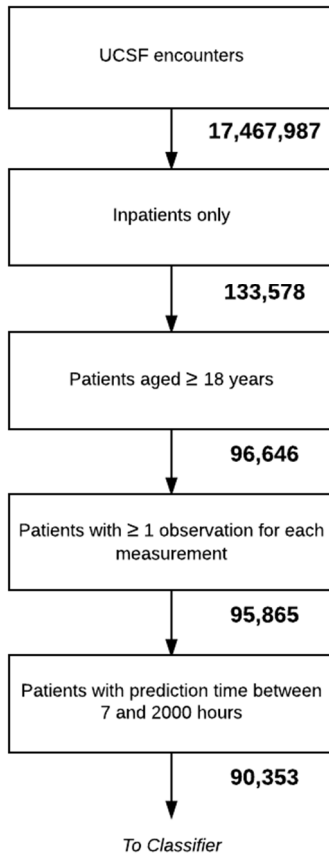 UCSF encounters
17,467,987
Inpatients only
133,578
Patients aged ≥ 18 years
96,646
Patients with ≥ 1 observation for each
measurement
95,865
Patients with prediction time between
7 and 2000 hours
90,353
To Classifier